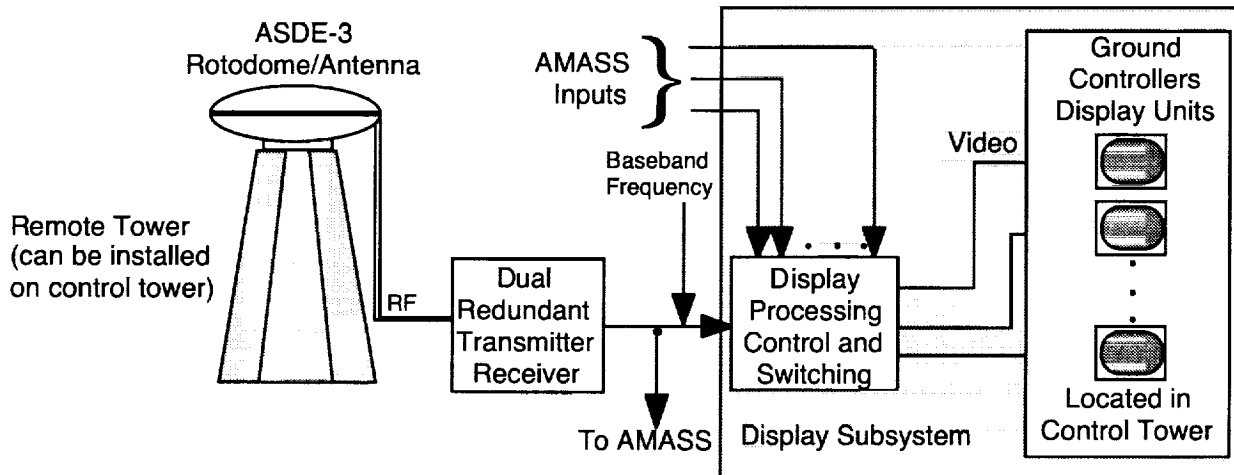 ASDE-3
Rotodome/Antenna
Remote Tower
(can be installed
on control tower)
RF
Dual
Redundant
Transmitter
Receiver
AMASS
Inputs
Baseband
Frequency
To AMASS
Display
Processing
Control and
Switching
Display Subsystem
Video
Ground
Controllers
Display Units
Located in
Control Tower